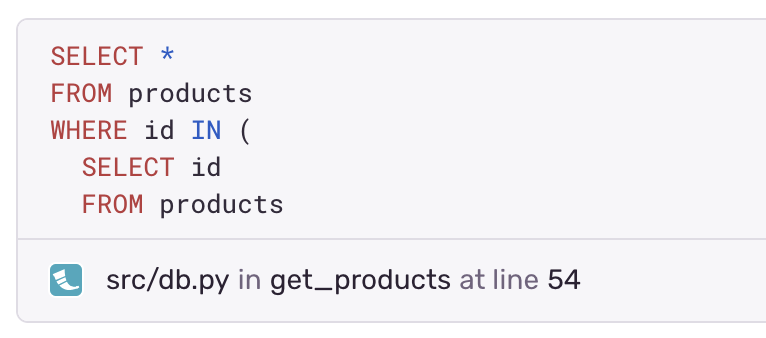 SELECT *
FROM products
WHERE id IN (
  SELECT id
  FROM products
src/db.py in get_products at line 54